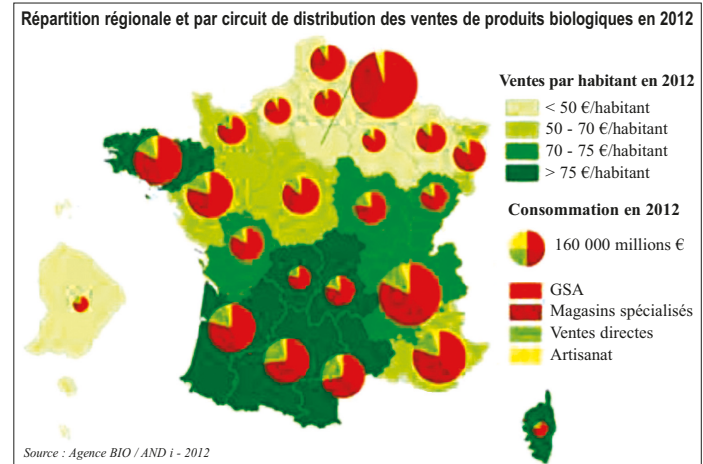 Répartition régionale et par circuit de distribution des ventes de produits biologiques en 2012
Ventes par habitant en 2012
< 50 €/habitant
50 - 70 €/habitant
70 - 75 €/habitant
> 75 €/habitant
Consommation en 2012
160 000 millions €
GSA
Magasins spécialisés
Ventes directes
Artisanat
Source : Agence BIO / AND i - 2012